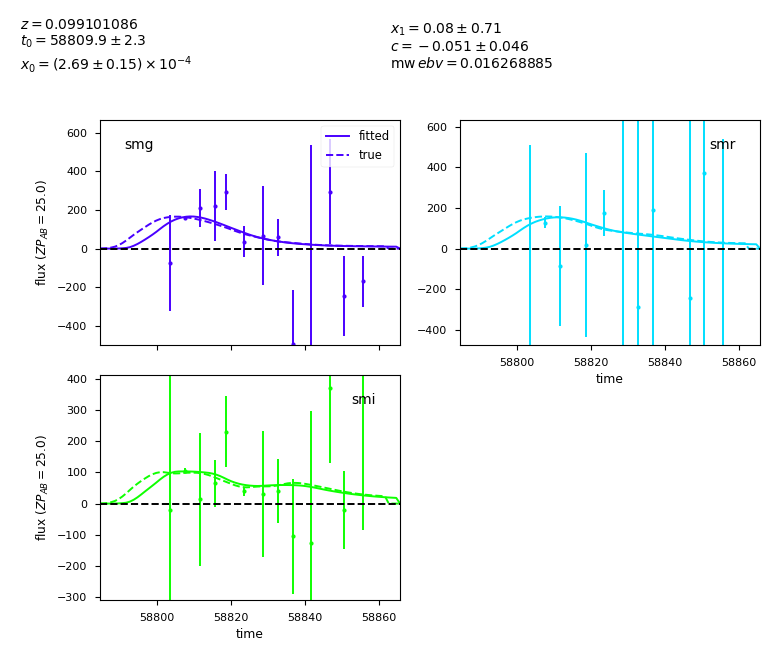 z = 0.099101086
t₀ = 58809.9 ± 2.3
x₀ = (2.69 ± 0.15) × 10⁻⁴
x₁ = 0.08 ± 0.71
c = −0.051 ± 0.046
mw ebv = 0.016268885
smg
fitted
true
600
400
200
0
−200
−400
flux (ZP_AB = 25.0)
smr
600
400
200
0
−200
−400
58800 58820 58840 58860
time
smi
400
300
200
100
0
−100
−200
−300
flux (ZP_AB = 25.0)
58800 58820 58840 58860
time